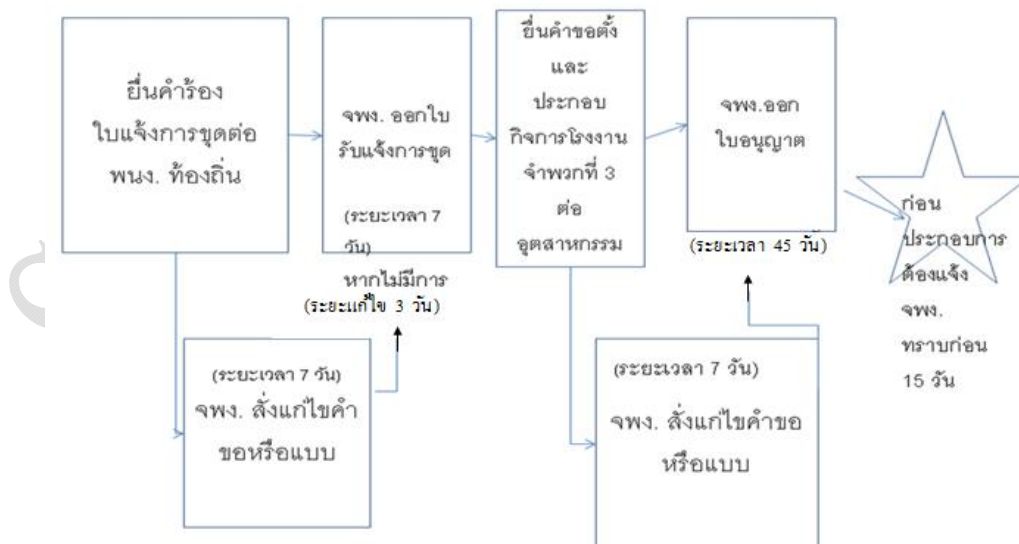 ยื่นคำร้อง
ใบแจ้งการขุดต่อ
พนง. ท้องถิ่น
จพง. ออกใบ
รับแจ้งการขุด
(ระยะเวลา 7
วัน)
หากไม่มีการ
(ระยะแก้ไข 3 วัน)
ยื่นคำขอตั้ง
และ
ประกอบ
กิจการโรงงาน
จำพวกที่ 3
ต่อ
อุตสาหกรรม
จพง.ออก
ใบอนุญาต
(ระยะเวลา 45 วัน)
ก่อน
ประกอบการ
ต้องแจ้ง
จพง.
ทราบก่อน
15 วัน
(ระยะเวลา 7 วัน)
จพง. สั่งแก้ไขคำ
ขอหรือแบบ
(ระยะเวลา 7 วัน)
จพง. สั่งแก้ไขคำขอ
หรือแบบ